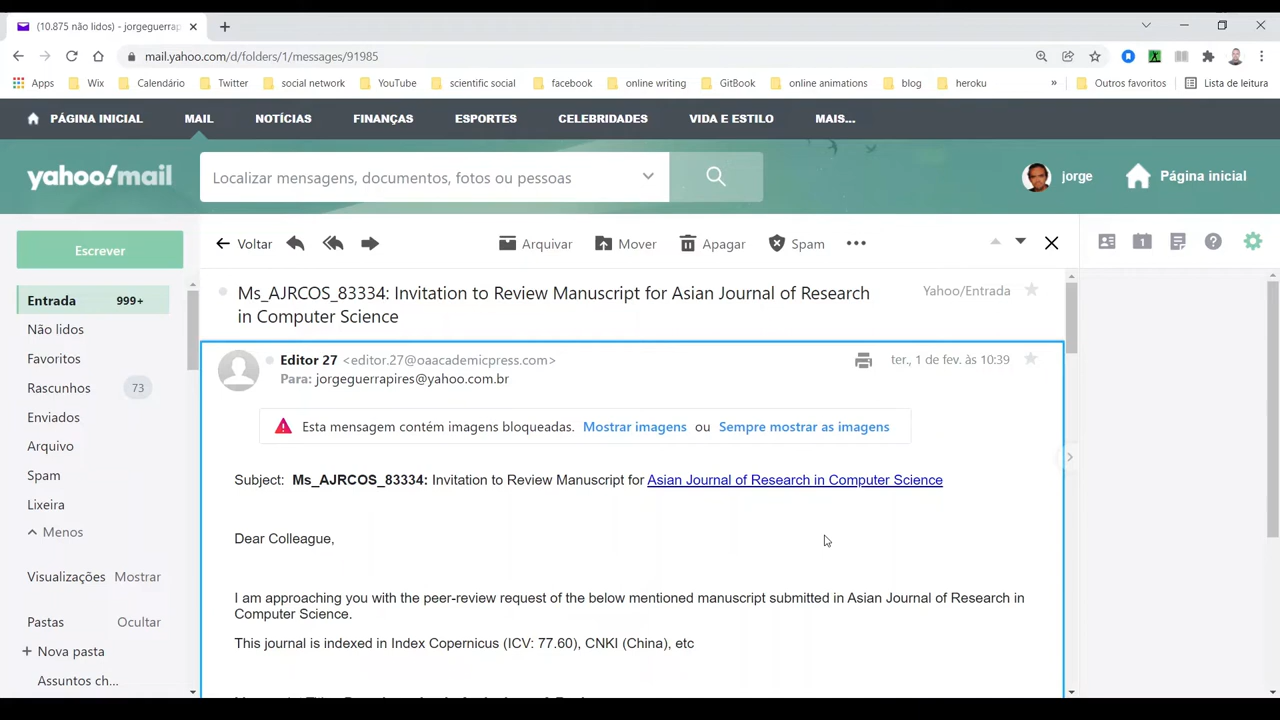 (10.875 não lidos) - jorgeguerrap
mail.yahoo.com/d/folders/1/messages/91985
Apps Wix Calendário Twitter social network YouTube scientific social facebook online writing GitBook online animations blog heroku » Outros favoritos Lista de leitura
PÁGINA INICIAL MAIL NOTÍCIAS FINANÇAS ESPORTES CELEBRIDADES VIDA E ESTILO MAIS...
yahoo!mail Localizar mensagens, documentos, fotos ou pessoas jorge Página inicial
Escrever Voltar Arquivar Mover Apagar Spam 1
Entrada 999+
Não lidos
Favoritos
Rascunhos 73
Enviados
Arquivo
Spam
Lixeira
Menos
Visualizações Mostrar
Pastas Ocultar
+ Nova pasta
Assuntos ch...
Ms_AJRCOS_83334: Invitation to Review Manuscript for Asian Journal of Research
in Computer Science
Yahoo/Entrada
Editor 27 <editor.27@oaacademicpress.com> ter., 1 de fev. às 10:39
Para: jorgeguerrapires@yahoo.com.br
Esta mensagem contém imagens bloqueadas. Mostrar imagens ou Sempre mostrar as imagens
Subject: Ms_AJRCOS_83334: Invitation to Review Manuscript for Asian Journal of Research in Computer Science
Dear Colleague,
I am approaching you with the peer-review request of the below mentioned manuscript submitted in Asian Journal of Research in
Computer Science.
This journal is indexed in Index Copernicus (ICV: 77.60), CNKI (China), etc